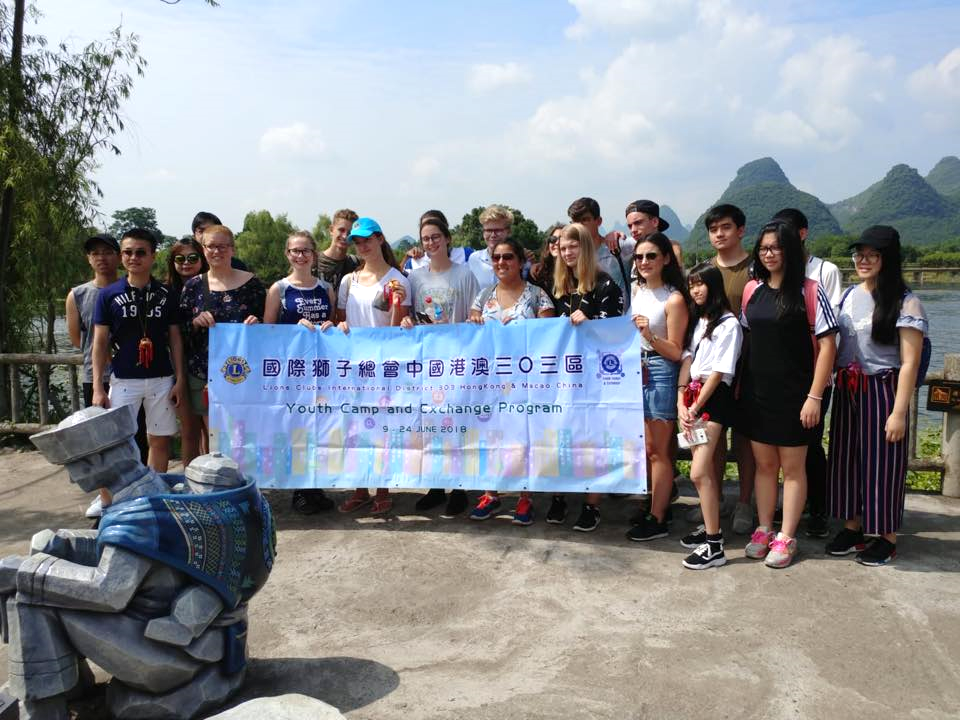 國際獅子總會中國港澳三〇三區
Lions Clubs International District 303 HongKong & Macao China
Youth Camp and Exchange Program
9 - 24 JUNE 2018
L
HILFIGER
1985
Every
Summer
Has a